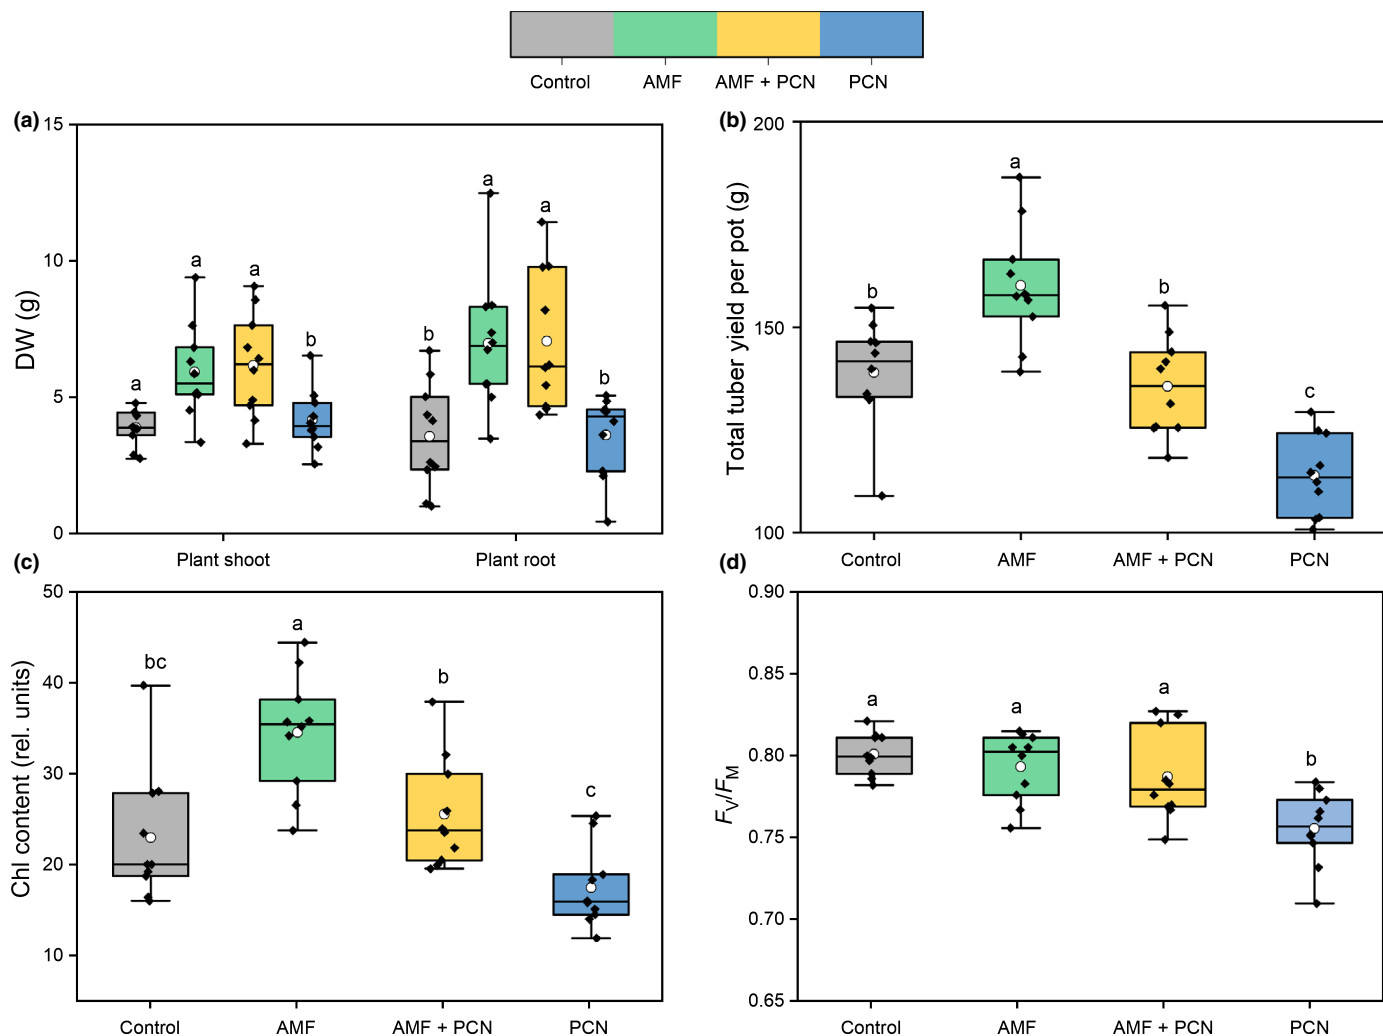 Control AMF AMF + PCN PCN
(a)
15
10
5
0
DW (g)
a a a b b a a b
Plant shoot Plant root
(b)
200
150
100
Total tuber yield per pot (g)
b a b c
Control AMF AMF + PCN PCN
(c)
50
40
30
20
10
Chl content (rel. units)
bc a b c
Control AMF AMF + PCN PCN
(d)
0.90
0.85
0.80
0.75
0.70
0.65
FV/FM
a a a b
Control AMF AMF + PCN PCN